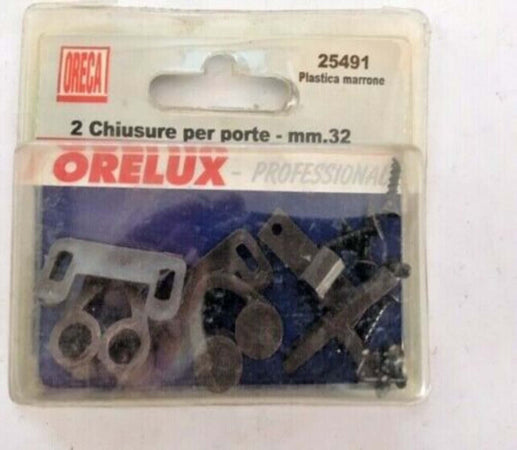 ORECA
25491
Plastica marrone
2 Chiusure per porte - mm.32
ORELUX - PROFESSIONAL